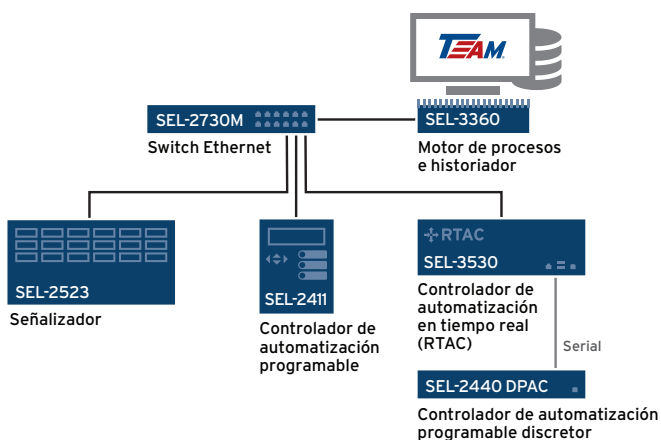 TEAM
SEL-2730M
Switch Ethernet
SEL-3360
Motor de procesos
e historiador
SEL-2523
Señalizador
SEL-2411
Controlador de
automatización
programable
RTAC
SEL-3530
Controlador de
automatización
en tiempo real
(RTAC)
Serial
SEL-2440 DPAC
Controlador de automatización
programable discretor